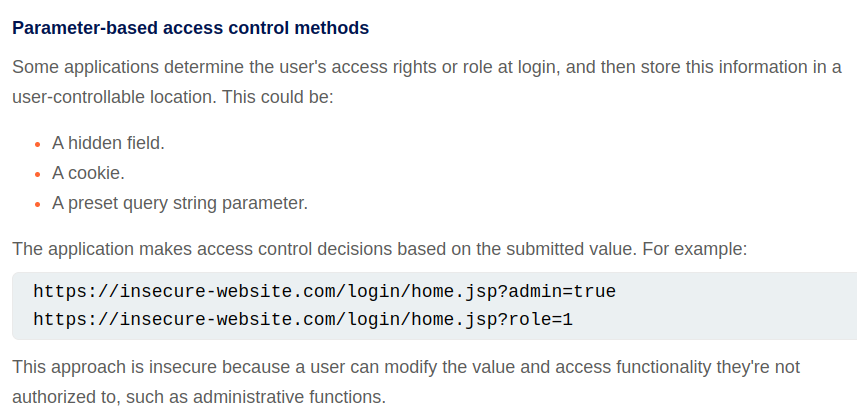 Parameter-based access control methods
Some applications determine the user's access rights or role at login, and then store this information in a
user-controllable location. This could be:
• A hidden field.
• A cookie.
• A preset query string parameter.
The application makes access control decisions based on the submitted value. For example:
https://insecure-website.com/login/home.jsp?admin=true
https://insecure-website.com/login/home.jsp?role=1
This approach is insecure because a user can modify the value and access functionality they're not
authorized to, such as administrative functions.